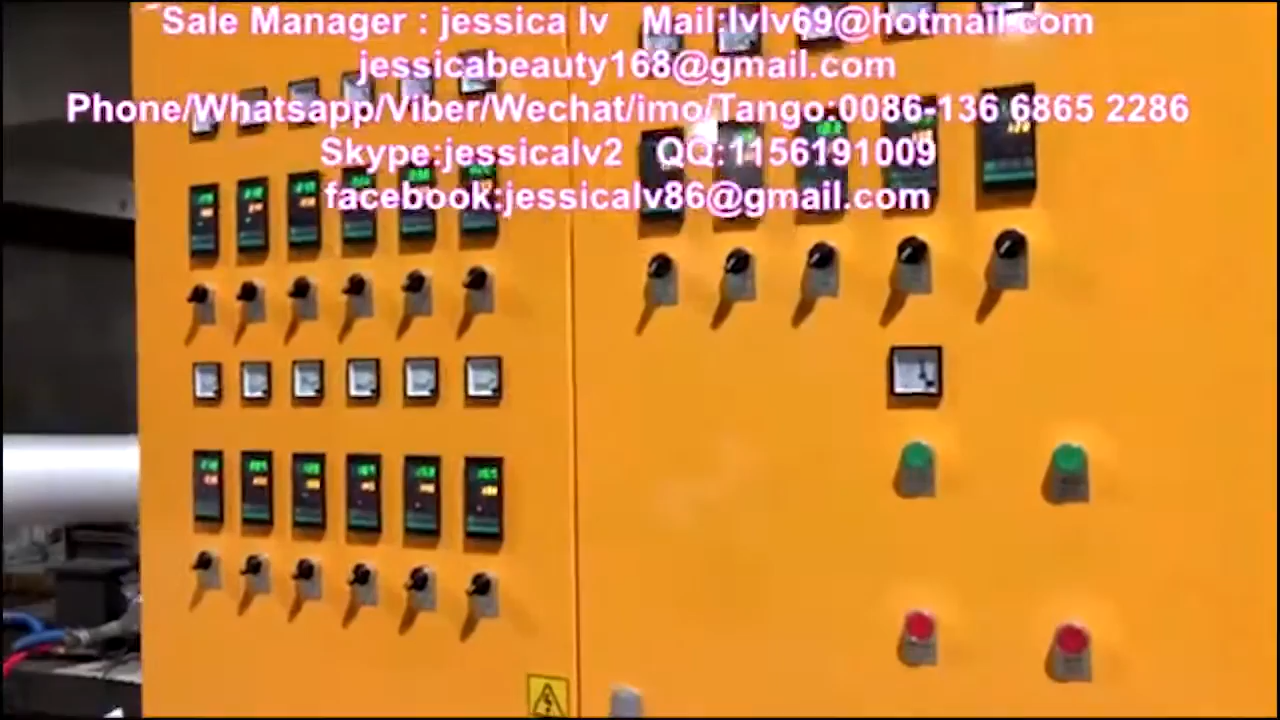 Sale Manager : jessica lv Mail:lvlv69@hotmail.com
jessicabeauty168@gmail.com
Phone/Whatsapp/Viber/Wechat/imo/Tango:0086-136 6865 2286
Skype:jessicalv2 QQ:1156191009
facebook:jessicalv86@gmail.com